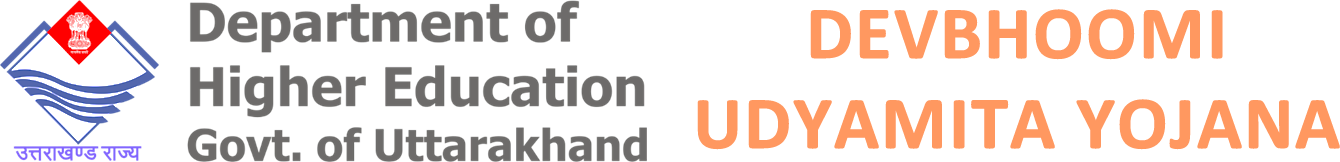 उत्तराखण्ड राज्य
Department of
Higher Education
Govt. of Uttarakhand
DEVBHOOMI
UDYAMITA YOJANA